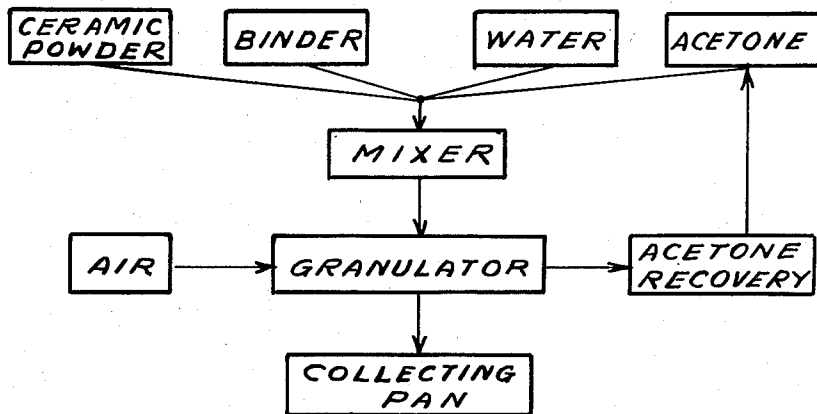 CERAMIC
POWDER
BINDER
WATER
ACETONE
MIXER
AIR
GRANULATOR
ACETONE
RECOVERY
COLLECTING
PAN